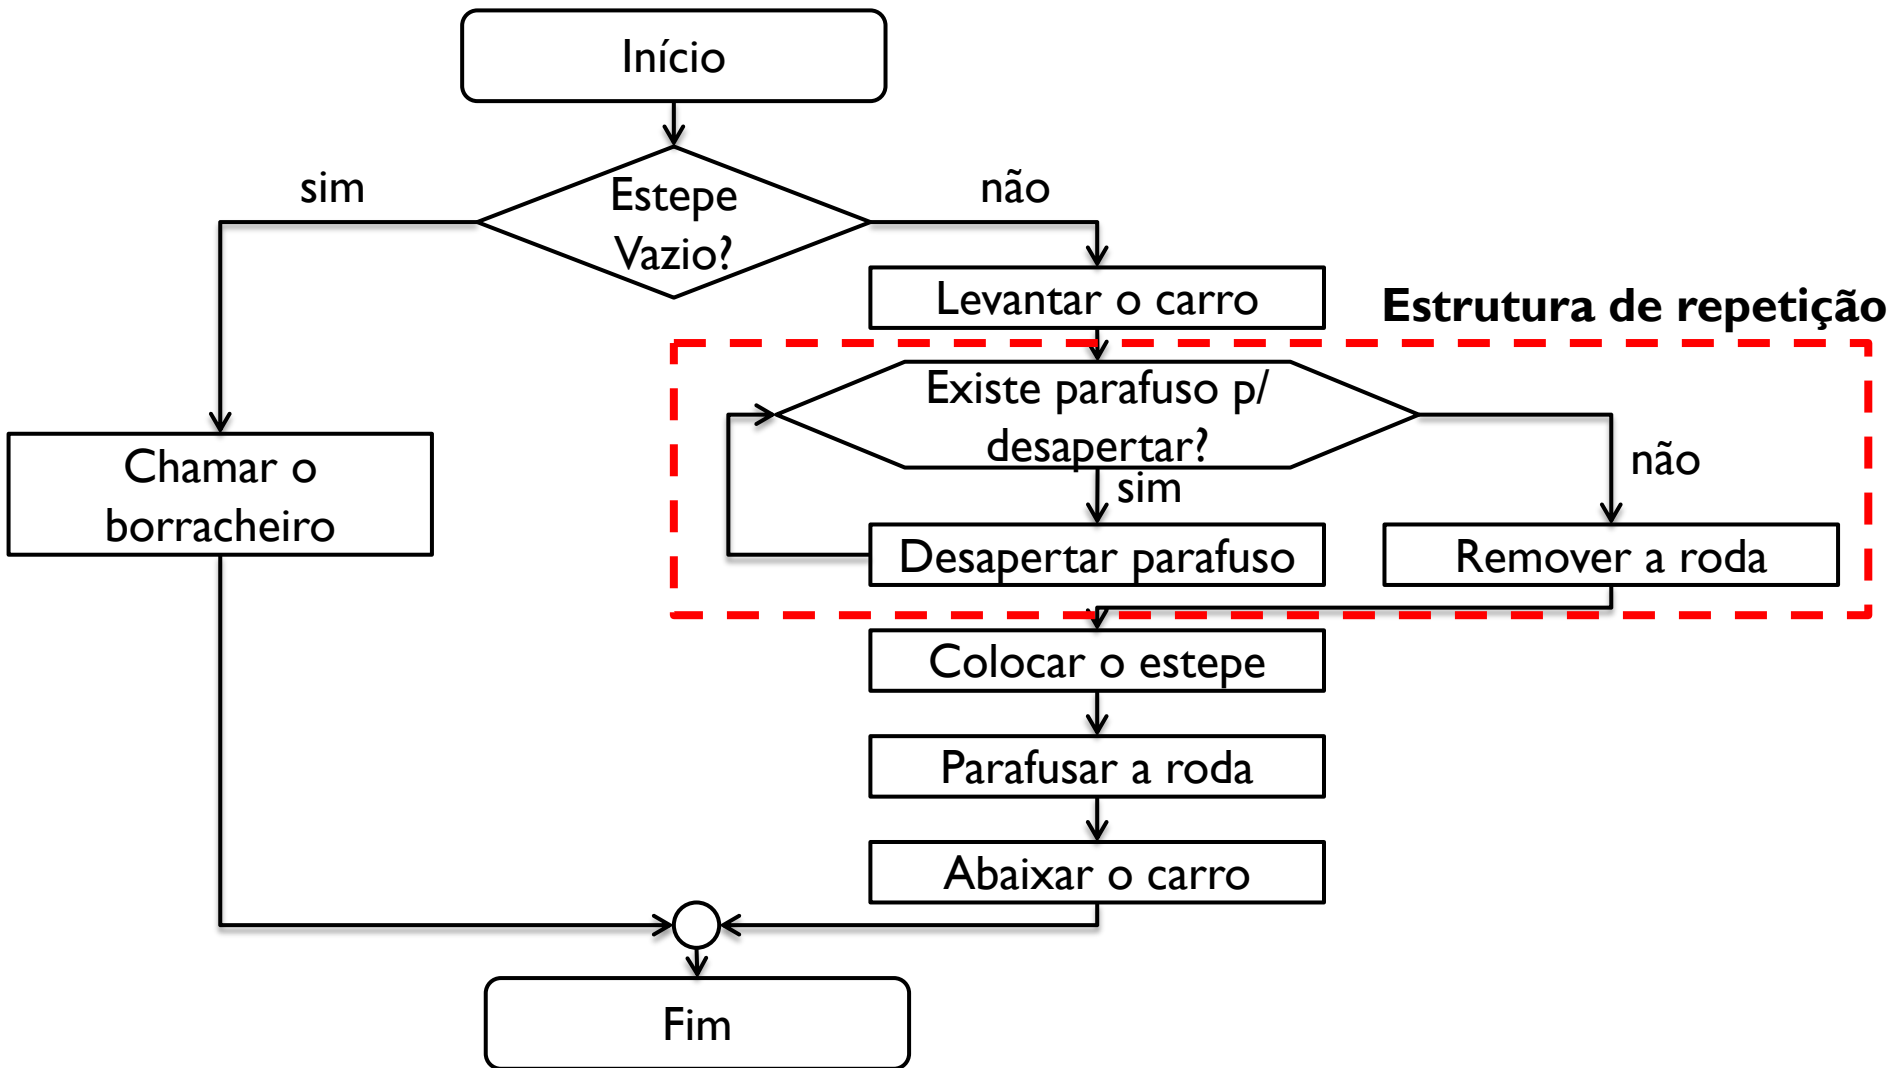 Início
sim
Estepe
Vazio?
não
Levantar o carro
Estrutura de repetição
Existe parafuso p/
desapertar?
sim
não
Chamar o
borracheiro
Desapertar parafuso
Remover a roda
Colocar o estepe
Parafusar a roda
Abaixar o carro
Fim